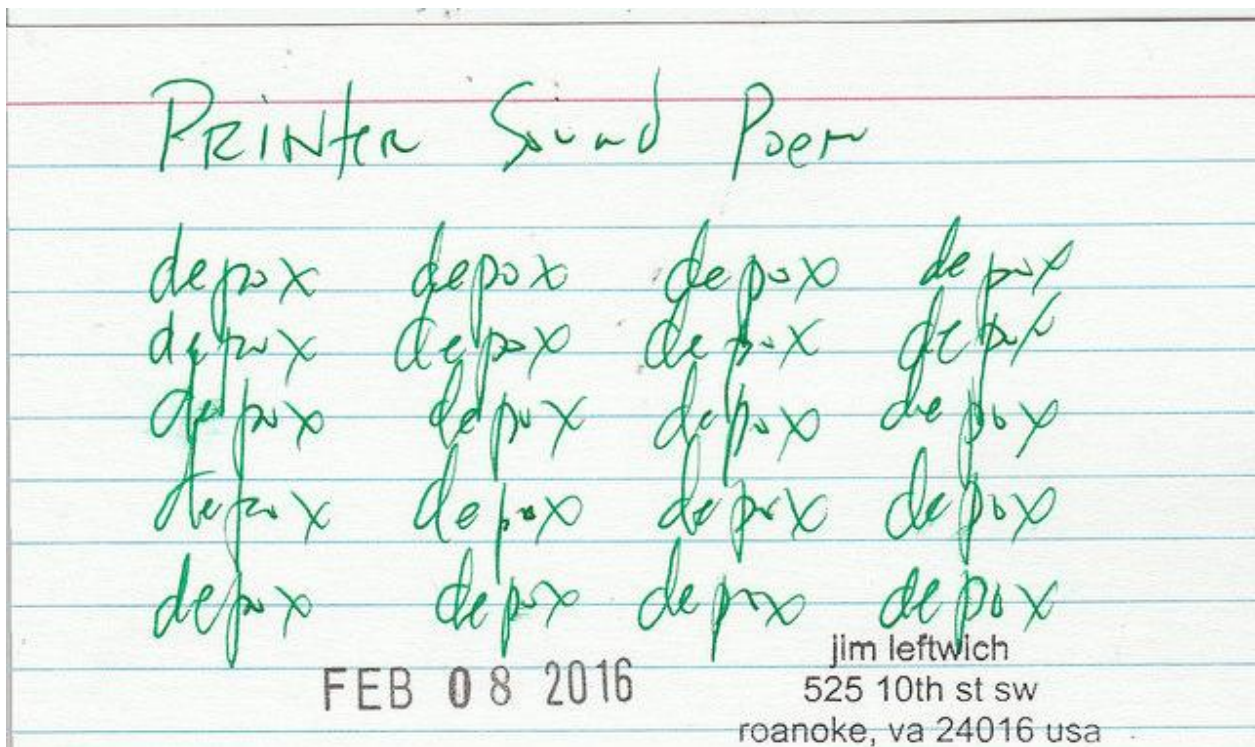 PRINter Sound Poem
depox depox depox depox
depox depox depox depox
depox depox depox depox
depox depox depox depox
depox depox depox depox
FEB 08 2016
jim leftwich
525 10th st sw
roanoke, va 24016 usa